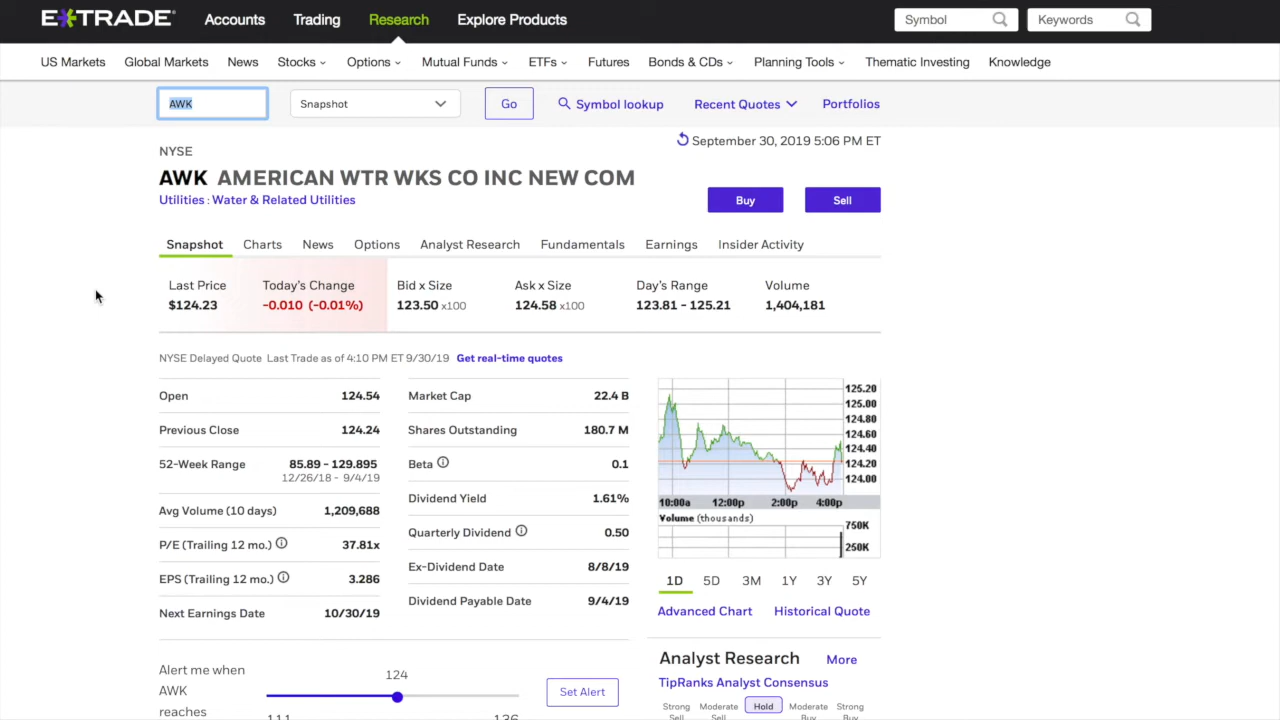 E*TRADE Accounts Trading Research Explore Products Symbol Keywords
US Markets Global Markets News Stocks Options Mutual Funds ETFs Futures Bonds & CDs Planning Tools Thematic Investing Knowledge
AWK Snapshot Go Symbol lookup Recent Quotes Portfolios
September 30, 2019 5:06 PM ET
NYSE
AWK AMERICAN WTR WKS CO INC NEW COM
Utilities : Water & Related Utilities
Buy Sell
Snapshot Charts News Options Analyst Research Fundamentals Earnings Insider Activity
Last Price Today's Change Bid x Size Ask x Size Day's Range Volume
$124.23 -0.010 (-0.01%) 123.50 x100 124.58 x100 123.81 - 125.21 1,404,181
NYSE Delayed Quote Last Trade as of 4:10 PM ET 9/30/19 Get real-time quotes
Open 124.54
Previous Close 124.24
52-Week Range 85.89 - 129.895
12/26/18 - 9/4/19
Avg Volume (10 days) 1,209,688
P/E (Trailing 12 mo.) 37.81x
EPS (Trailing 12 mo.) 3.286
Next Earnings Date 10/30/19
Market Cap 22.4 B
Shares Outstanding 180.7 M
Beta 0.1
Dividend Yield 1.61%
Quarterly Dividend 0.50
Ex-Dividend Date 8/8/19
Dividend Payable Date 9/4/19
125.20
125.00
124.80
124.60
124.40
124.20
124.00
10:00a 12:00p 2:00p 4:00p
Volume (thousands)
750K
250K
1D 5D 3M 1Y 3Y 5Y
Advanced Chart Historical Quote
Alert me when
AWK
reaches
124
111 136
Set Alert
Analyst Research More
TipRanks Analyst Consensus
Strong Moderate Hold Moderate Strong
Sell Sell Buy Buy